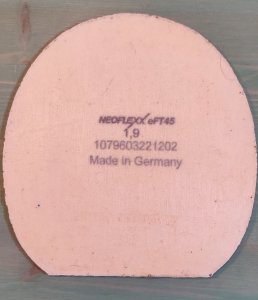 NEOFLEXX eFT45
1,9
1079603221202
Made in Germany